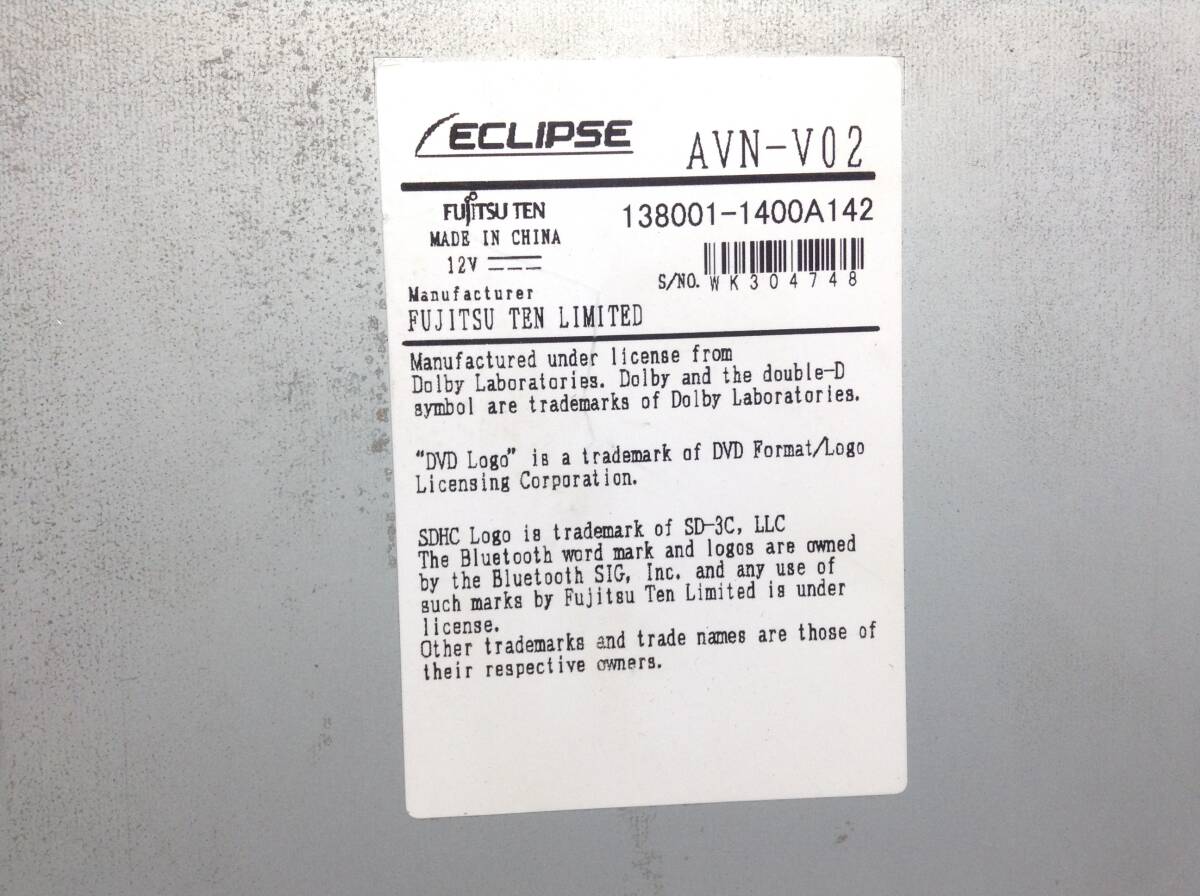 ECLIPSE AVN-V02
FUJITSU TEN 138001-1400A142
MADE IN CHINA
12V
S/NO. WK304748
Manufacturer
FUJITSU TEN LIMITED
Manufactured under license from
Dolby Laboratories. Dolby and the double-D
symbol are trademarks of Dolby Laboratories.
“DVD Logo” is a trademark of DVD Format/Logo
Licensing Corporation.
SDHC Logo is trademark of SD-3C, LLC
The Bluetooth word mark and logos are owned
by the Bluetooth SIG, Inc. and any use of
such marks by Fujitsu Ten Limited is under
license.
Other trademarks and trade names are those of
their respective owners.